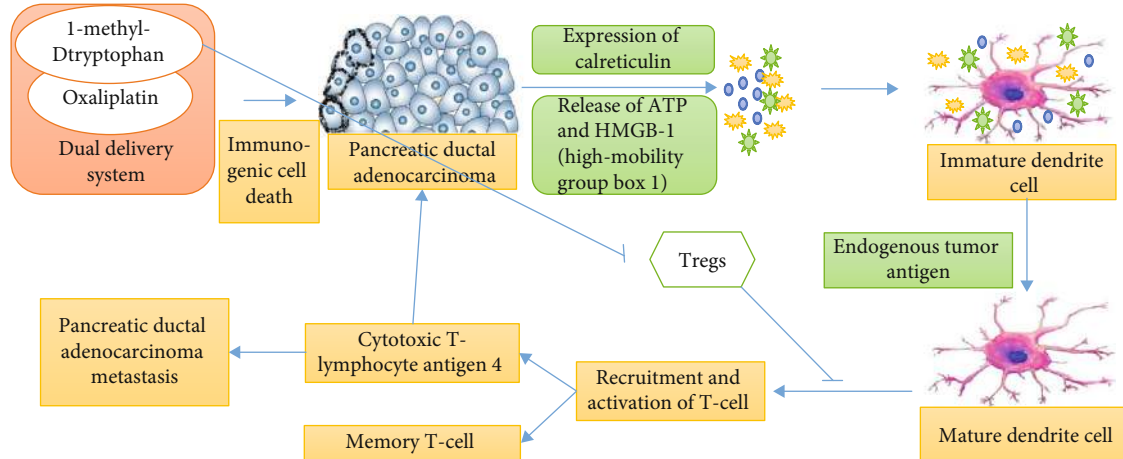 1-methyl-
Dtryptophan
Oxaliplatin
Dual delivery
system
Immuno-
genic cell
death
Pancreatic ductal
adenocarcinoma
Expression of
calreticulin
Release of ATP
and HMGB-1
(high-mobility
group box 1)
Immature dendrite
cell
Endogenous tumor
antigen
Tregs
Pancreatic ductal
adenocarcinoma
metastasis
Cytotoxic T-
lymphocyte antigen 4
Recruitment and
activation of T-cell
Memory T-cell
Mature dendrite cell